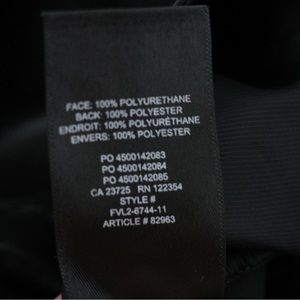 FACE: 100% POLYURETHANE
BACK: 100% POLYESTER
ENDROIT: 100% POLYURÉTHANE
ENVERS: 100% POLYESTER
PO 4500142083
PO 4500142084
PO 4500142085
CA 23725 RN 122354
STYLE #
FVL2-6744-11
ARTICLE # 82963